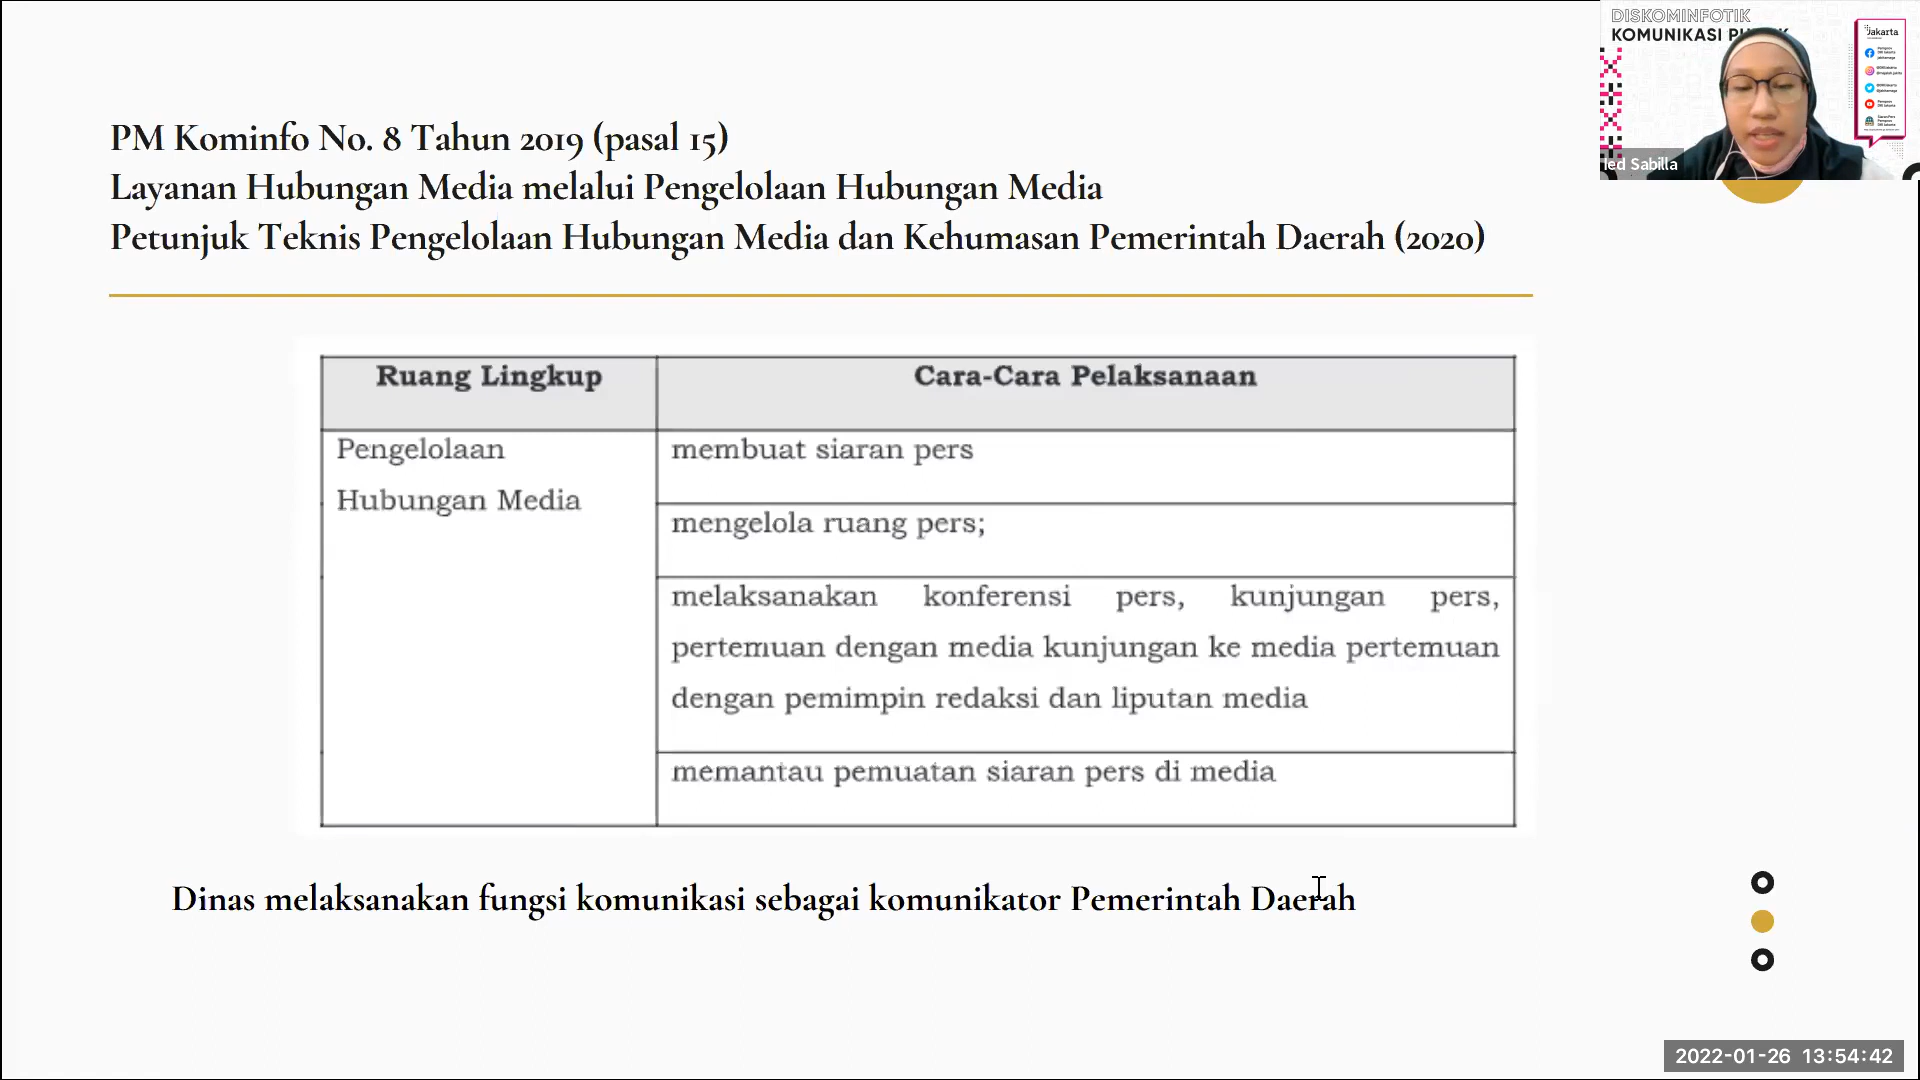 DISKOMINFOTIK
KOMUNIKASI
Jakarta
Ied Sabilla
PM Kominfo No. 8 Tahun 2019 (pasal 15)
Layanan Hubungan Media melalui Pengelolaan Hubungan Media
Petunjuk Teknis Pengelolaan Hubungan Media dan Kehumasan Pemerintah Daerah (2020)
Ruang Lingkup
Cara-Cara Pelaksanaan
Pengelolaan
Hubungan Media
membuat siaran pers
mengelola ruang pers;
melaksanakan konferensi pers, kunjungan pers,
pertemuan dengan media kunjungan ke media pertemuan
dengan pemimpin redaksi dan liputan media
memantau pemuatan siaran pers di media
Dinas melaksanakan fungsi komunikasi sebagai komunikator Pemerintah Daerah
2022-01-26 13:54:42